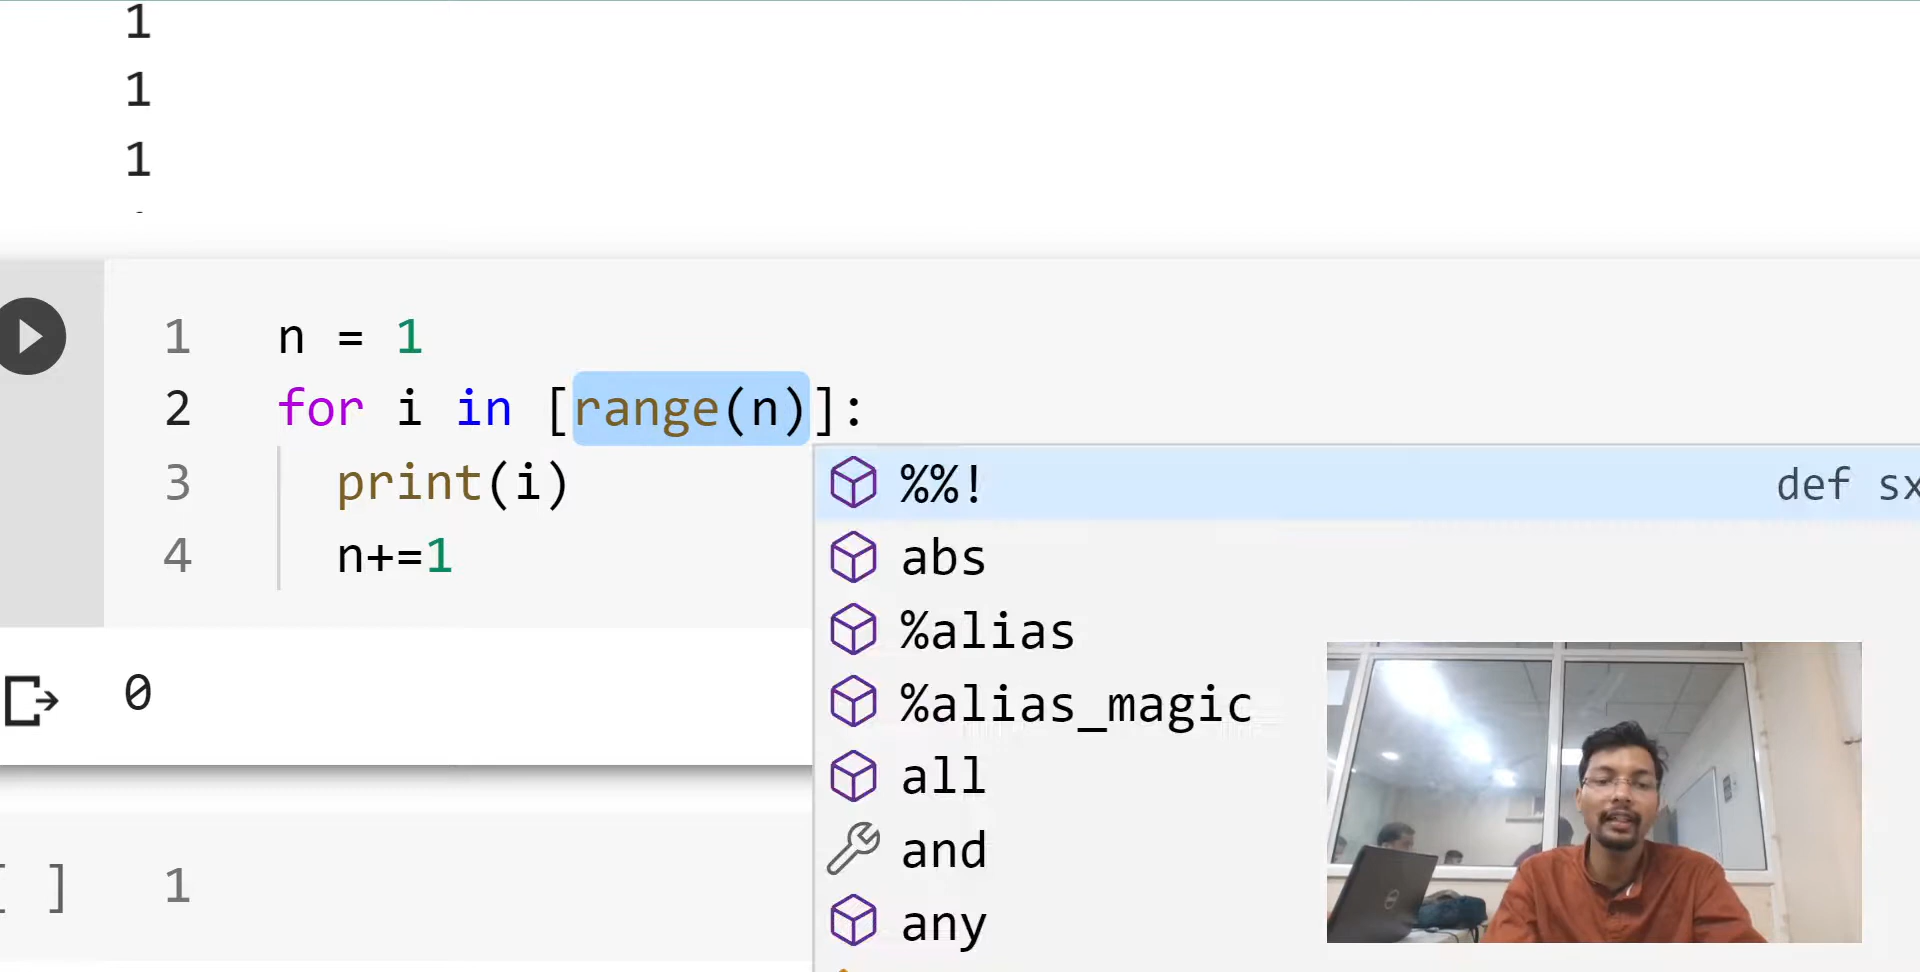 1
1
1
1 n = 1
2 for i in [range(n)]:
3 print(i)
4 n+=1
%%! def sx
abs
%alias
%alias_magic
all
and
any
0
[ ] 1